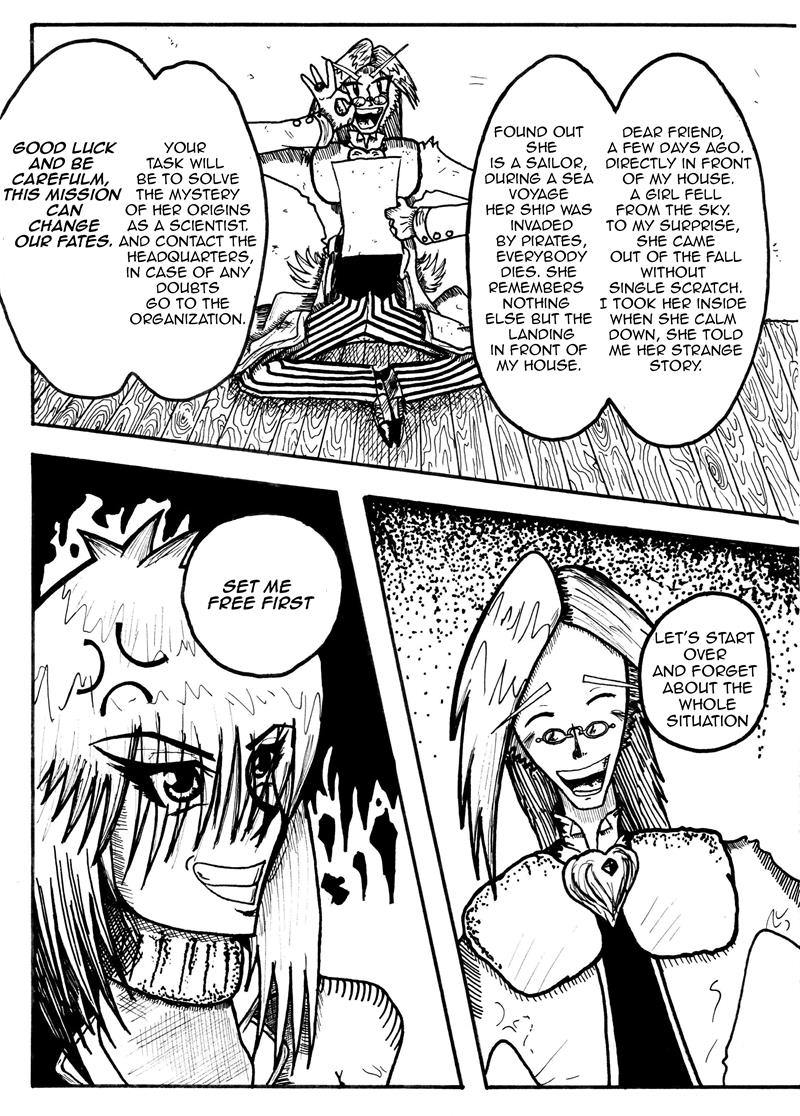 DEAR FRIEND,
A FEW DAYS AGO.
DIRECTLY IN FRONT
OF MY HOUSE.
A GIRL FELL
FROM THE SKY.
TO MY SURPRISE,
SHE CAME
OUT OF THE FALL
WITHOUT
SINGLE SCRATCH.
I TOOK HER INSIDE
WHEN SHE CALM
DOWN, SHE TOLD
ME HER STRANGE
STORY.
FOUND OUT
SHE
IS A SAILOR,
DURING A SEA
VOYAGE
HER SHIP WAS
INVADED
BY PIRATES,
EVERYBODY
DIES. SHE
REMEMBERS
NOTHING
ELSE BUT THE
LANDING
IN FRONT OF
MY HOUSE.
YOUR
TASK WILL
BE TO SOLVE
THE MYSTERY
OF HER ORIGINS
AS A SCIENTIST.
AND CONTACT THE
HEADQUARTERS,
IN CASE OF ANY
DOUBTS
GO TO THE
ORGANIZATION.
GOOD LUCK
AND BE
CAREFULM,
THIS MISSION
CAN
CHANGE
OUR FATES.
LET'S START
OVER
AND FORGET
ABOUT THE
WHOLE
SITUATION
SET ME
FREE FIRST